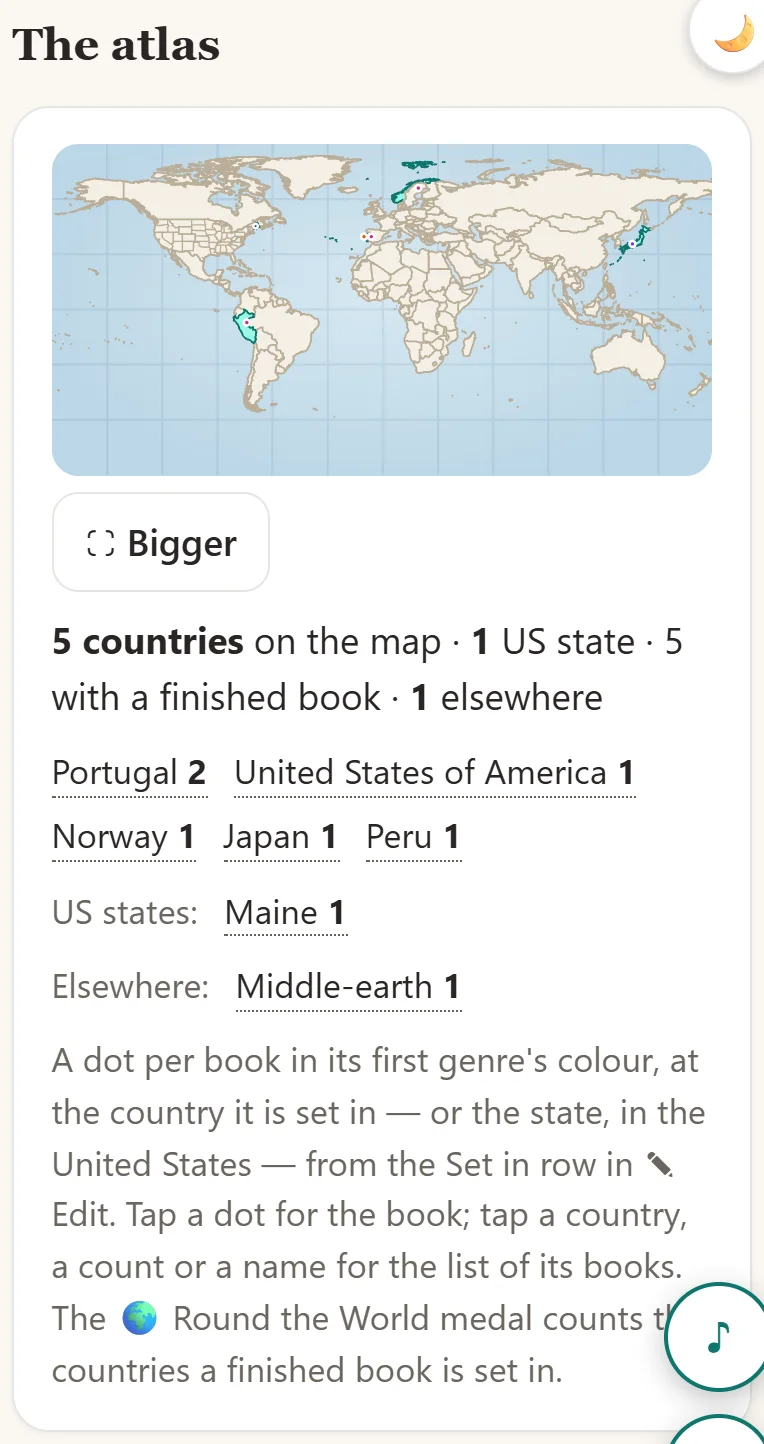 The atlas
Bigger
5 countries on the map · 1 US state · 5
with a finished book · 1 elsewhere
Portugal 2 United States of America 1
Norway 1 Japan 1 Peru 1
US states: Maine 1
Elsewhere: Middle-earth 1
A dot per book in its first genre's colour, at
the country it is set in — or the state, in the
United States — from the Set in row in ✎
Edit. Tap a dot for the book; tap a country,
a count or a name for the list of its books.
The 🌍 Round the World medal counts
countries a finished book is set in.